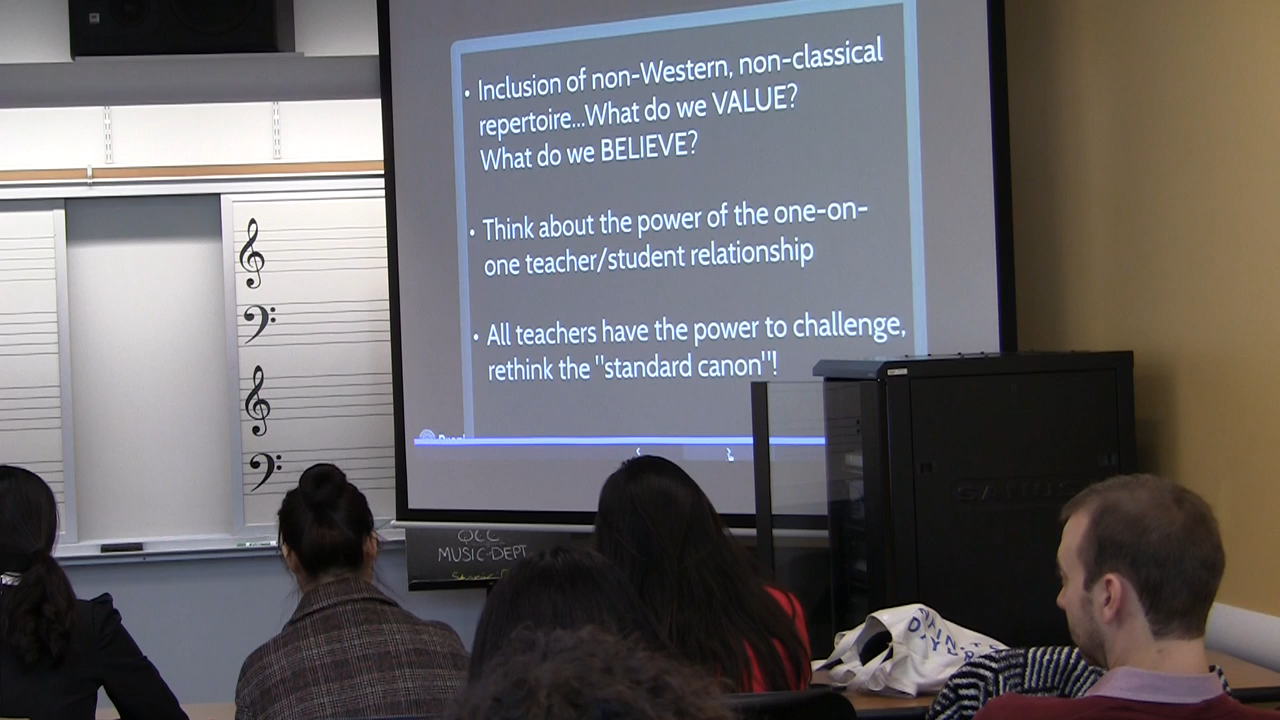 • Inclusion of non-Western, non-classical
repertoire...What do we VALUE?
What do we BELIEVE?
• Think about the power of the one-on-
one teacher/student relationship
• All teachers have the power to challenge,
rethink the "standard canon"!
QCC
MUSIC DEPT
SANUS